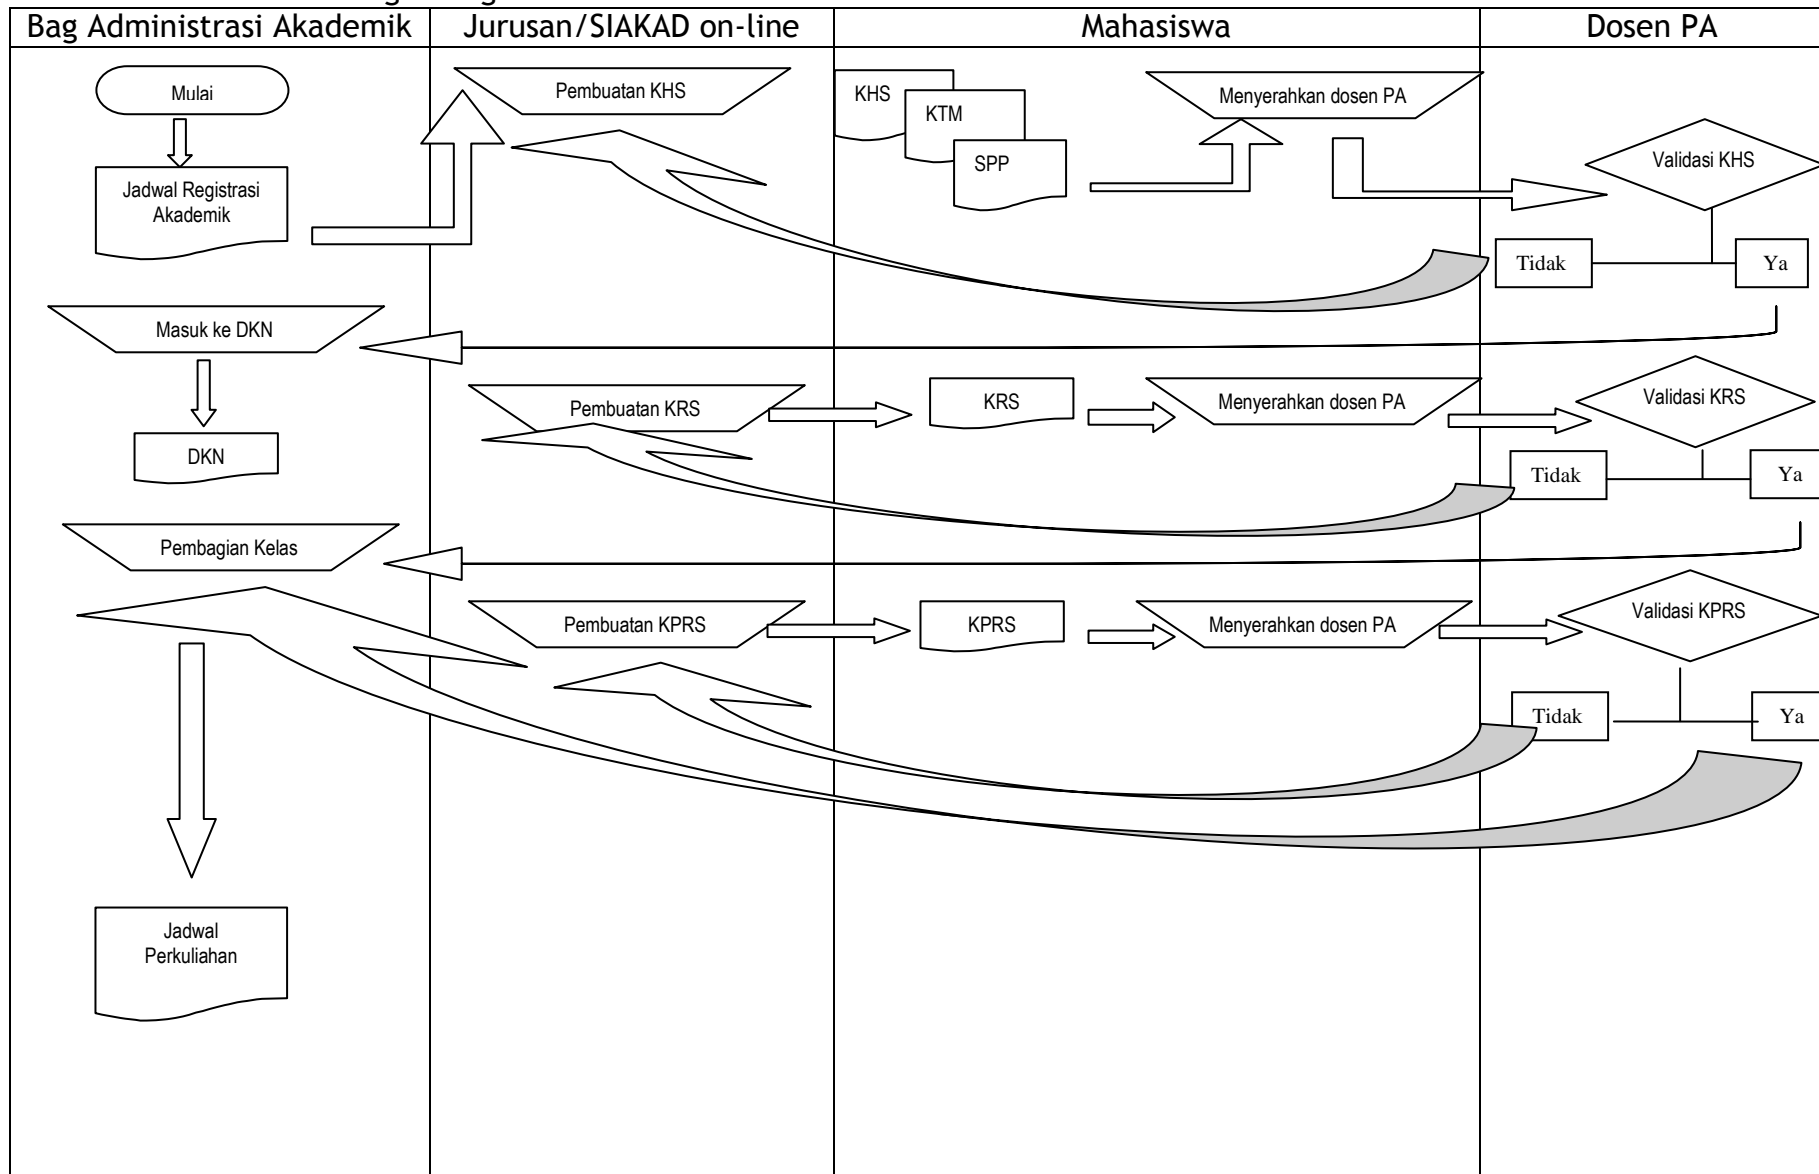 Bag Administrasi Akademik
Jurusan/SIAKAD on-line
Mahasiswa
Dosen PA
Mulai
Pembuatan KHS
KHS
KTM
SPP
Menyerahkan dosen PA
Validasi KHS
Jadwal Registrasi
Akademik
Tidak
Ya
Masuk ke DKN
Pembuatan KRS
KRS
Menyerahkan dosen PA
Validasi KRS
DKN
Tidak
Ya
Pembagian Kelas
Pembuatan KPRS
KPRS
Menyerahkan dosen PA
Validasi KPRS
Tidak
Ya
Jadwal
Perkuliahan